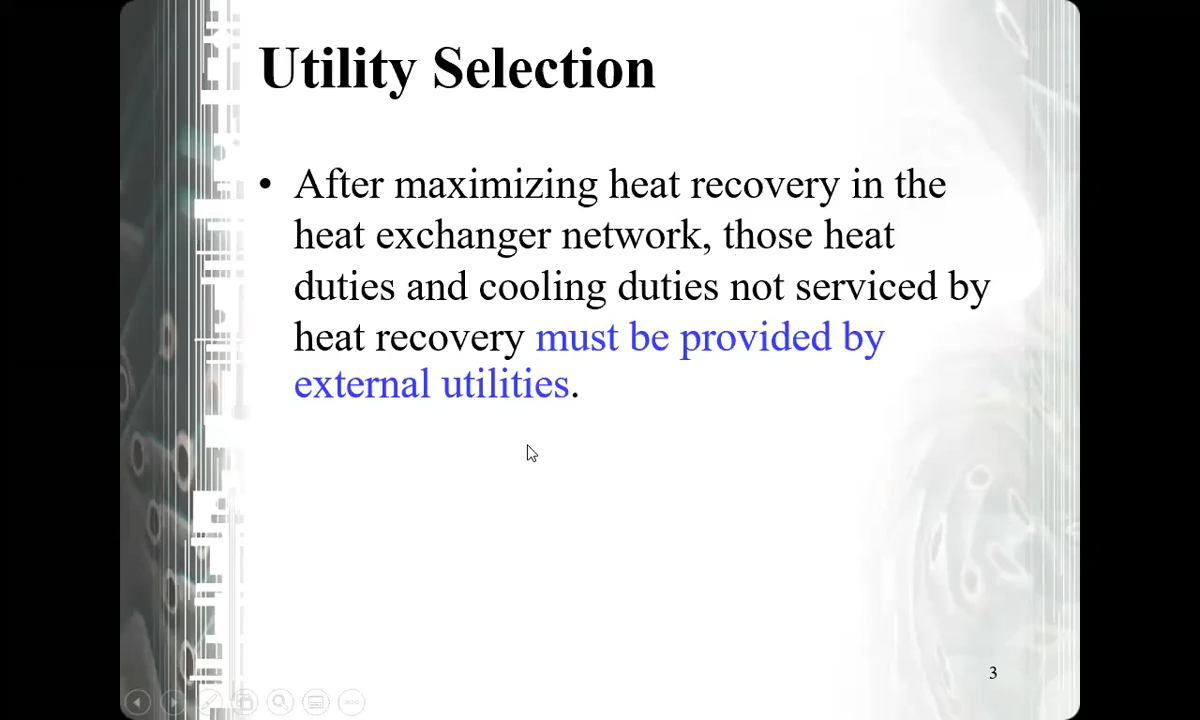 Utility Selection
• After maximizing heat recovery in the
heat exchanger network, those heat
duties and cooling duties not serviced by
heat recovery must be provided by
external utilities.
3